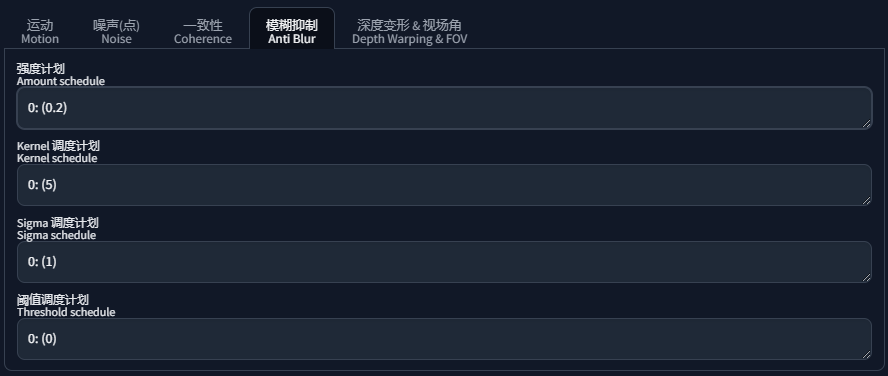 运动 噪声(点) 一致性 模糊抑制 深度变形 & 视场角
Motion Noise Coherence Anti Blur Depth Warping & FOV
强度计划
Amount schedule
0: (0.2)
Kernel 调度计划
Kernel schedule
0: (5)
Sigma 调度计划
Sigma schedule
0: (1)
阈值调度计划
Threshold schedule
0: (0)